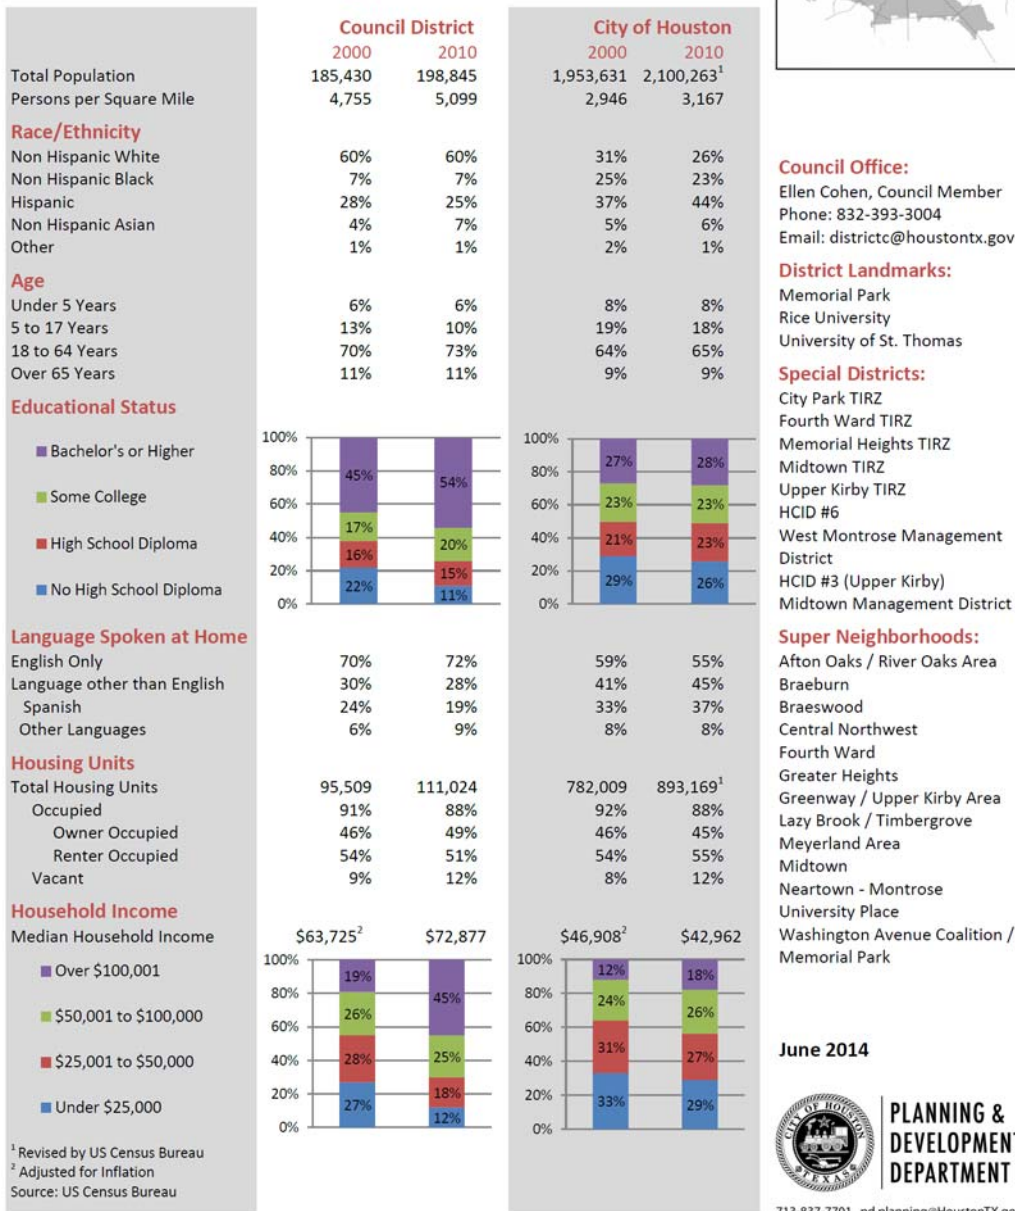 Council District City of Houston
2000 2010 2000 2010
Total Population 185,430 198,845 1,953,631 2,100,263¹
Persons per Square Mile 4,755 5,099 2,946 3,167
Race/Ethnicity
Non Hispanic White 60% 60% 31% 26%
Non Hispanic Black 7% 7% 25% 23%
Hispanic 28% 25% 37% 44%
Non Hispanic Asian 4% 7% 5% 6%
Other 1% 1% 2% 1%
Age
Under 5 Years 6% 6% 8% 8%
5 to 17 Years 13% 10% 19% 18%
18 to 64 Years 70% 73% 64% 65%
Over 65 Years 11% 11% 9% 9%
Educational Status
Bachelor's or Higher
Some College
High School Diploma
No High School Diploma
100%
80%
60%
40%
20%
0%
45% 54%
17% 20%
16% 15%
22% 11%
100%
80%
60%
40%
20%
0%
27% 28%
23% 23%
21% 23%
29% 26%
Language Spoken at Home
English Only 70% 72% 59% 55%
Language other than English 30% 28% 41% 45%
Spanish 24% 19% 33% 37%
Other Languages 6% 9% 8% 8%
Housing Units
Total Housing Units 95,509 111,024 782,009 893,169¹
Occupied 91% 88% 92% 88%
Owner Occupied 46% 49% 46% 45%
Renter Occupied 54% 51% 54% 55%
Vacant 9% 12% 8% 12%
Household Income
Median Household Income $63,725² $72,877 $46,908² $42,962
Over $100,001
$50,001 to $100,000
$25,001 to $50,000
Under $25,000
100%
80%
60%
40%
20%
0%
19% 45%
26% 25%
28% 18%
27% 12%
100%
80%
60%
40%
20%
0%
12% 18%
24% 26%
31% 27%
33% 29%
¹ Revised by US Census Bureau
² Adjusted for Inflation
Source: US Census Bureau
Council Office:
Ellen Cohen, Council Member
Phone: 832-393-3004
Email: districtc@houstontx.gov
District Landmarks:
Memorial Park
Rice University
University of St. Thomas
Special Districts:
City Park TIRZ
Fourth Ward TIRZ
Memorial Heights TIRZ
Midtown TIRZ
Upper Kirby TIRZ
HCID #6
West Montrose Management
District
HCID #3 (Upper Kirby)
Midtown Management District
Super Neighborhoods:
Afton Oaks / River Oaks Area
Braeburn
Braeswood
Central Northwest
Fourth Ward
Greater Heights
Greenway / Upper Kirby Area
Lazy Brook / Timbergrove
Meyerland Area
Midtown
Neartown - Montrose
University Place
Washington Avenue Coalition /
Memorial Park
June 2014
CITY OF HOUSTON
TEXAS
PLANNING &
DEVELOPMENT
DEPARTMENT